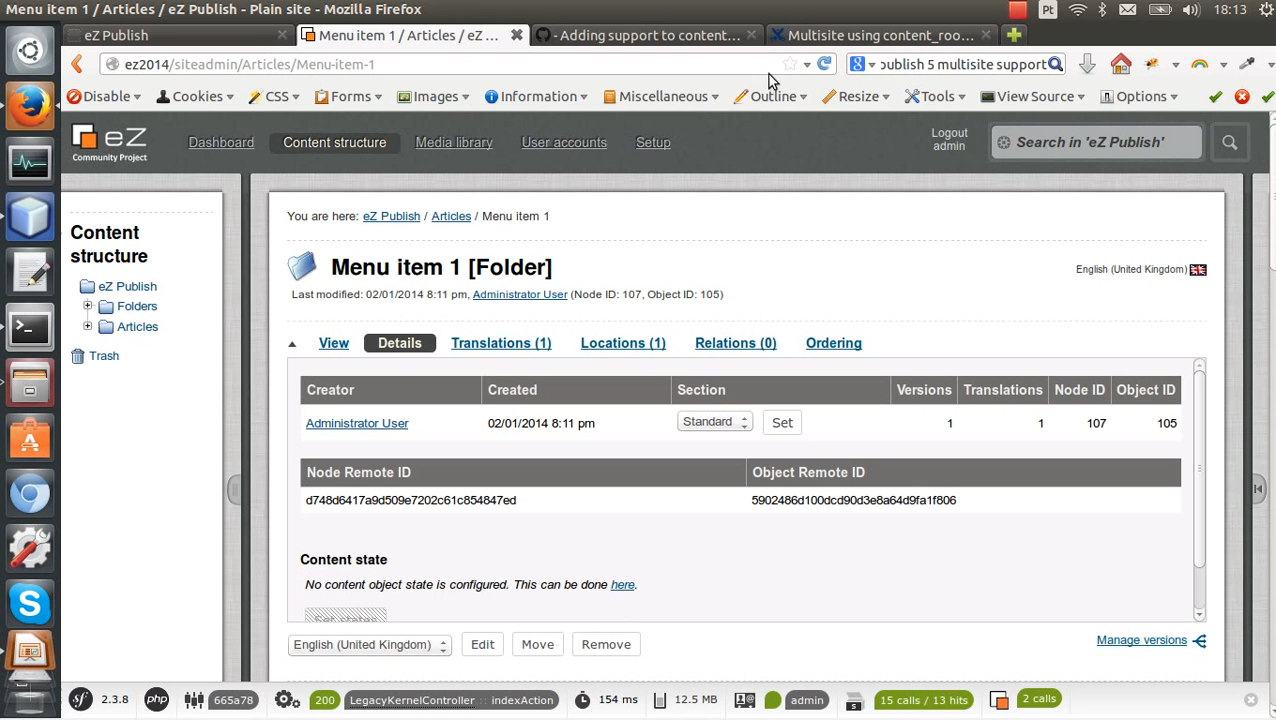 Menu item 1 / Articles / eZ Publish - Plain site - Mozilla Firefox
Pt
18:13
eZ Publish
Menu item 1 / Articles / eZ ...
- Adding support to content...
Multisite using content_roo...
ez2014/siteadmin/Articles/Menu-item-1
publish 5 multisite support
Disable
Cookies
CSS
Forms
Images
Information
Miscellaneous
Outline
Resize
Tools
View Source
Options
eZ
Community Project
Dashboard
Content structure
Media library
User accounts
Setup
Logout
admin
Search in 'eZ Publish'
Content
structure
eZ Publish
Folders
Articles
Trash
You are here: eZ Publish / Articles / Menu item 1
Menu item 1 [Folder]
English (United Kingdom)
Last modified: 02/01/2014 8:11 pm, Administrator User (Node ID: 107, Object ID: 105)
View
Details
Translations (1)
Locations (1)
Relations (0)
Ordering
Creator
Created
Section
Versions
Translations
Node ID
Object ID
Administrator User
02/01/2014 8:11 pm
Standard
Set
1
1
107
105
Node Remote ID
Object Remote ID
d748d6417a9d509e7202c61c854847ed
5902486d100dcd90d3e8a64d9fa1f806
Content state
No content object state is configured. This can be done here.
Set states
English (United Kingdom)
Edit
Move
Remove
Manage versions
sf
2.3.8
php
665a78
200
LegacyKernelController :: indexAction
154 ms
12.5 MB
admin
15 calls / 13 hits
2 calls